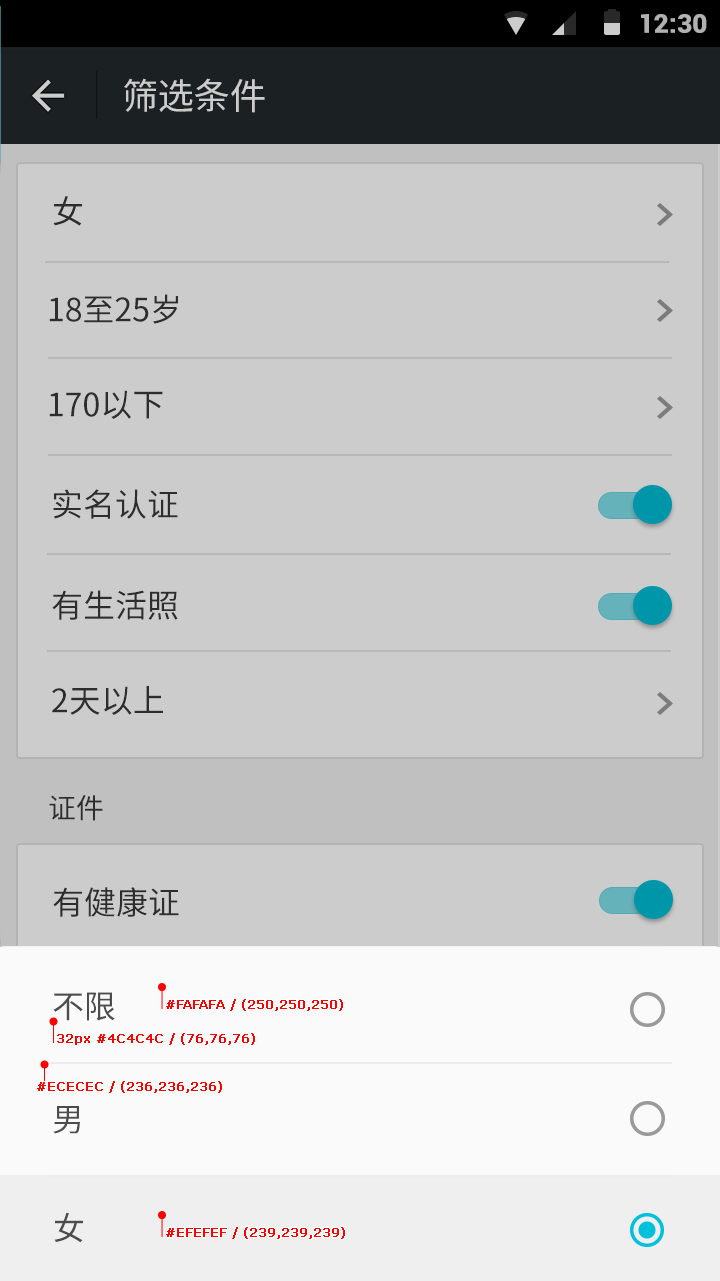 12:30
筛选条件
女
18至25岁
170以下
实名认证
有生活照
2天以上
证件
有健康证
不限
#FAFAFA / (250,250,250)
32px #4C4C4C / (76,76,76)
#ECECEC / (236,236,236)
男
女
#EFEFEF / (239,239,239)